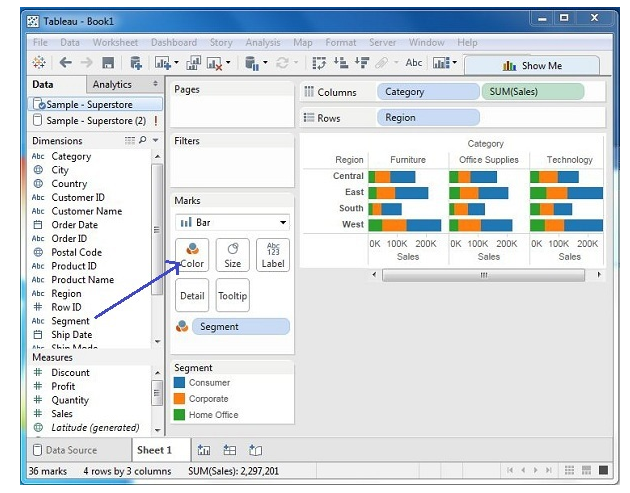 Tableau - Book1
File Data Worksheet Dashboard Story Analysis Map Format Server Window Help
Abc
Show Me
Data Analytics
Sample - Superstore
Sample - Superstore (2) !
Dimensions
Abc Category
City
Country
Abc Customer ID
Abc Customer Name
Order Date
Abc Order ID
Postal Code
Abc Product ID
Abc Product Name
Abc Region
# Row ID
Abc Segment
Ship Date
Abc Ship Mode
Measures
# Discount
# Profit
# Quantity
# Sales
Latitude (generated)
Pages
Filters
Marks
Bar
Color Size Abc 123 Label
Detail Tooltip
Segment
Segment
Consumer
Corporate
Home Office
Columns Category SUM(Sales)
Rows Region
Category
Region Furniture Office Supplies Technology
Central
East
South
West
0K 100K 200K 0K 100K 200K 0K 100K 200K
Sales Sales Sales
Data Source Sheet 1
36 marks 4 rows by 3 columns SUM(Sales): 2,297,201